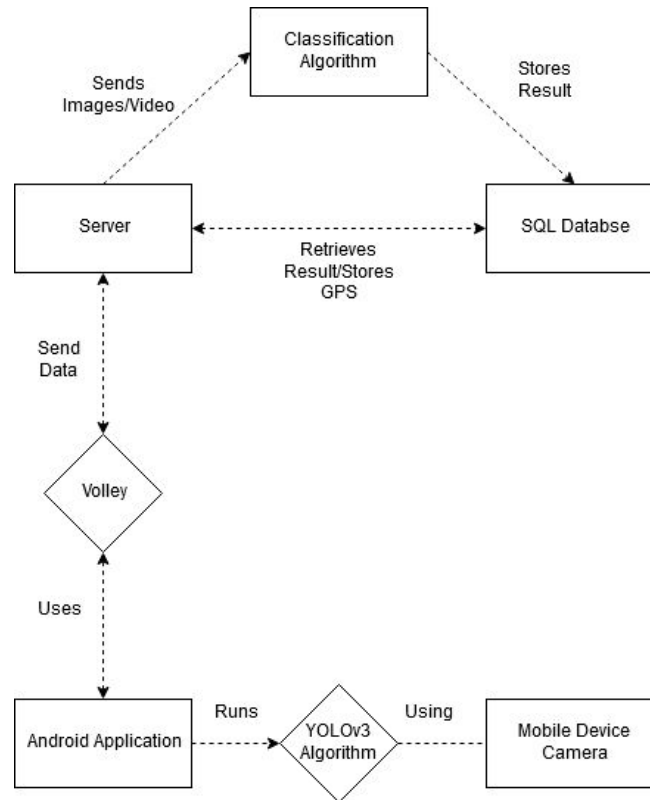 Classification
Algorithm
Sends
Images/Video
Stores
Result
Server
SQL Databse
Retrieves
Result/Stores
GPS
Send
Data
Volley
Uses
Android Application
Runs
YOLOv3
Algorithm
Using
Mobile Device
Camera